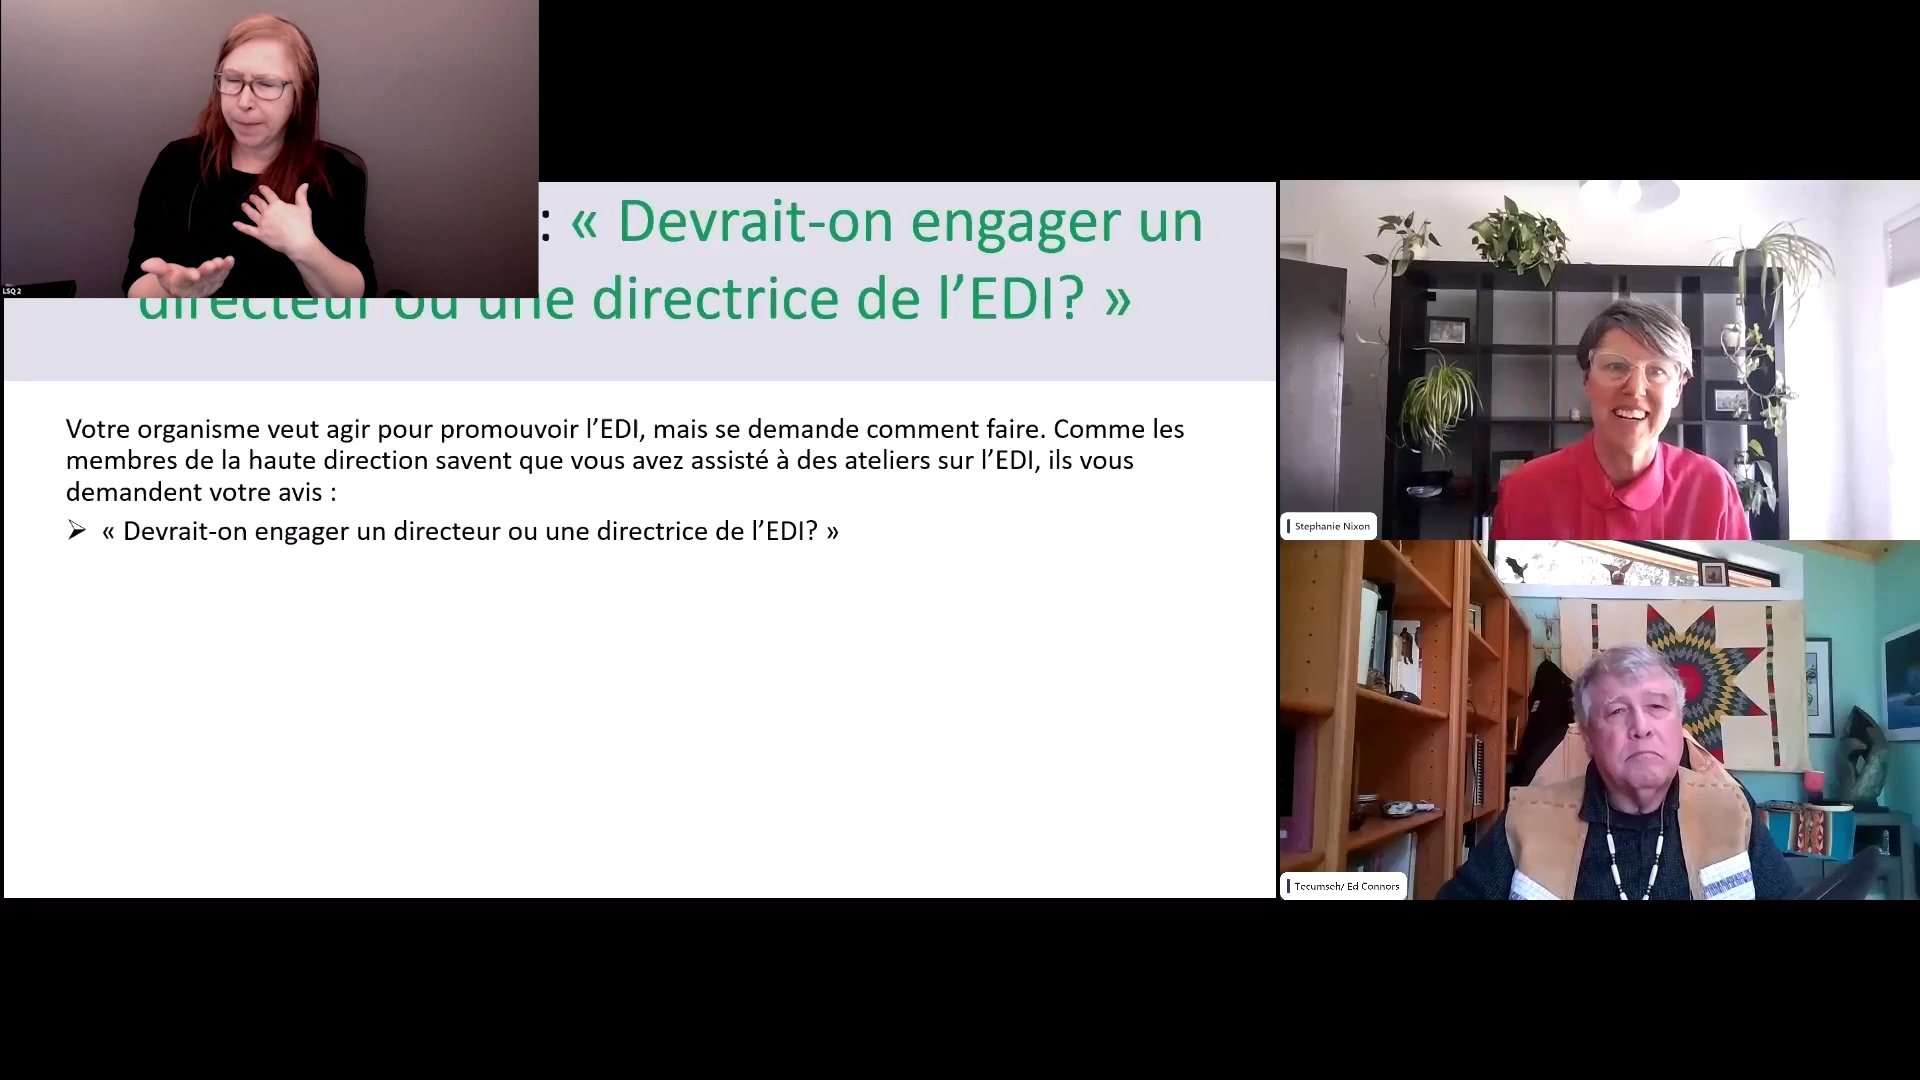 LSQ 2
: « Devrait-on engager un
directeur ou une directrice de l’EDI? »
Votre organisme veut agir pour promouvoir l’EDI, mais se demande comment faire. Comme les
membres de la haute direction savent que vous avez assisté à des ateliers sur l’EDI, ils vous
demandent votre avis :
« Devrait-on engager un directeur ou une directrice de l’EDI? »
Stephanie Nixon
Tecumseh/ Ed Connors